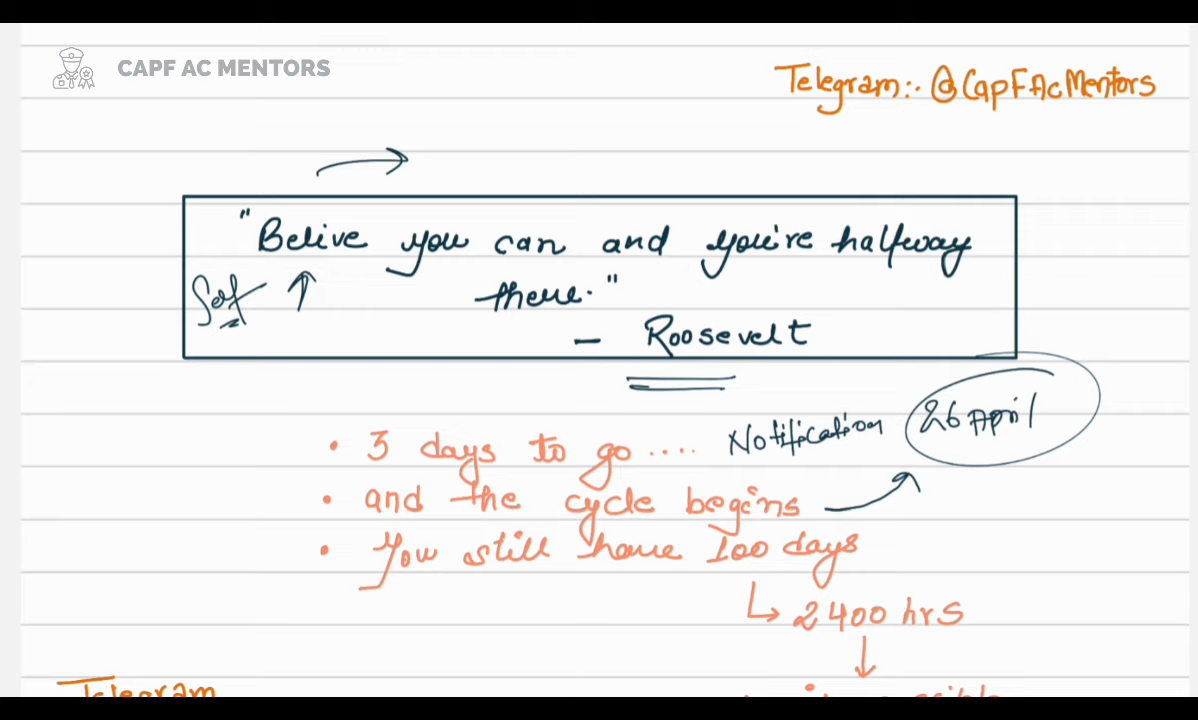 CAPF AC MENTORS
Telegram:. @CapFAcMentors
"Belive you can and you're halfway
Self ↑ there."
– Roosevelt
Notification 26 April
• 3 days to go ....
• and the cycle begins
• You still have 100 days
↳ 2400 hrs
↓
Telegram